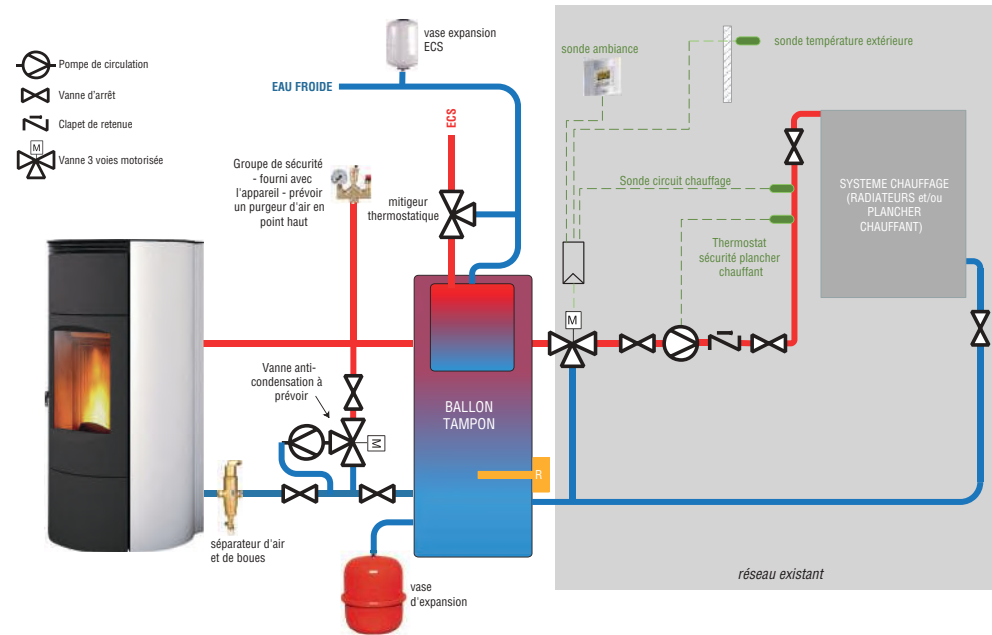 vase expansion
ECS
sonde température extérieure
sonde ambiance
Pompe de circulation
EAU FROIDE
Vanne d'arrêt
ECS
Clapet de retenue
M
Vanne 3 voies motorisée
Groupe de sécurité
- fourni avec
l'appareil - prévoir
un purgeur d'air en
point haut
mitigeur
thermostatique
Sonde circuit chauffage
SYSTEME CHAUFFAGE
(RADIATEURS et/ou
PLANCHER
CHAUFFANT)
Thermostat
sécurité plancher
chauffant
M
Vanne anti-
condensation à
prévoir
M
BALLON
TAMPON
R
séparateur d'air
et de boues
vase
d'expansion
réseau existant